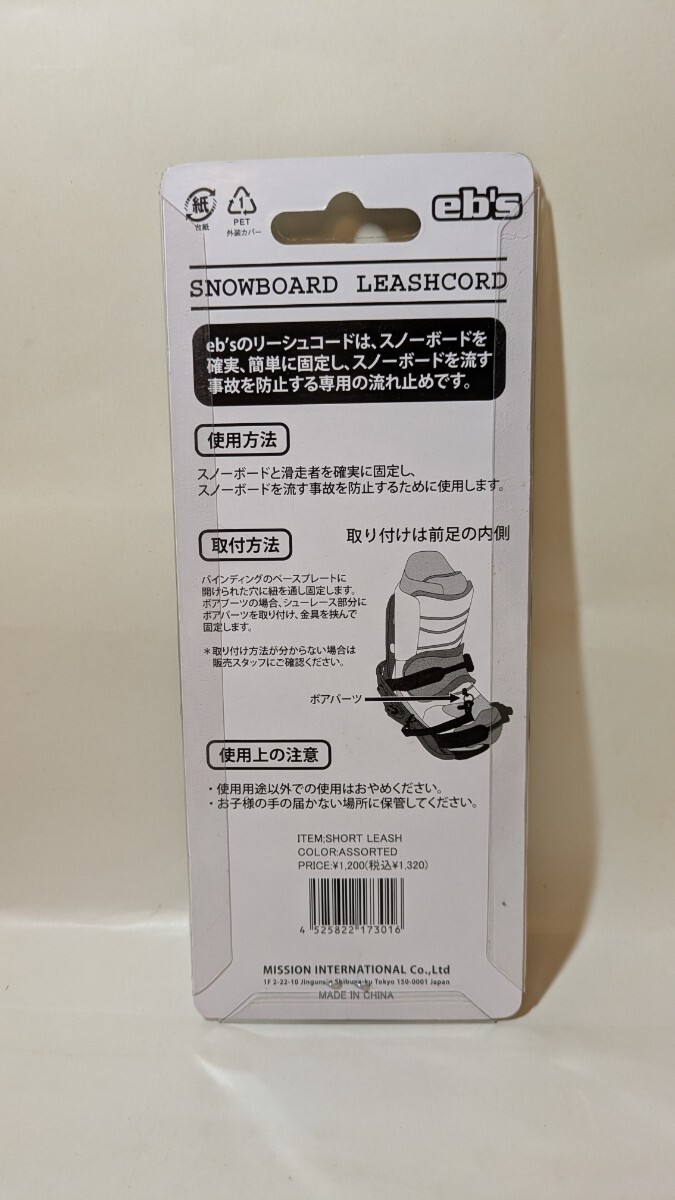 紙
台紙
1
PET
外装カバー
eb's
SNOWBOARD LEASHCORD
eb'sのリーシュコードは、スノーボードを
確実、簡単に固定し、スノーボードを流す
事故を防止する専用の流れ止めです。
使用方法
スノーボードと滑走者を確実に固定し、
スノーボードを流す事故を防止するために使用します。
取付方法
取り付けは前足の内側
バインディングのベースプレートに
開けられた穴に紐を通し固定します。
ボアブーツの場合、シューレース部分に
ボアパーツを取り付け、金具を挟んで
固定します。
＊取り付け方法が分からない場合は
販売スタッフにご確認ください。
ボアパーツ
使用上の注意
・使用用途以外での使用はおやめください。
・お子様の手の届かない場所に保管してください。
ITEM;SHORT LEASH
COLOR;ASSORTED
PRICE:¥1,200(税込¥1,320)
4 525822 173016
MISSION INTERNATIONAL Co.,Ltd
1F 2-22-10 Jingumae Shibuya-ku Tokyo 150-0001 Japan
MADE IN CHINA